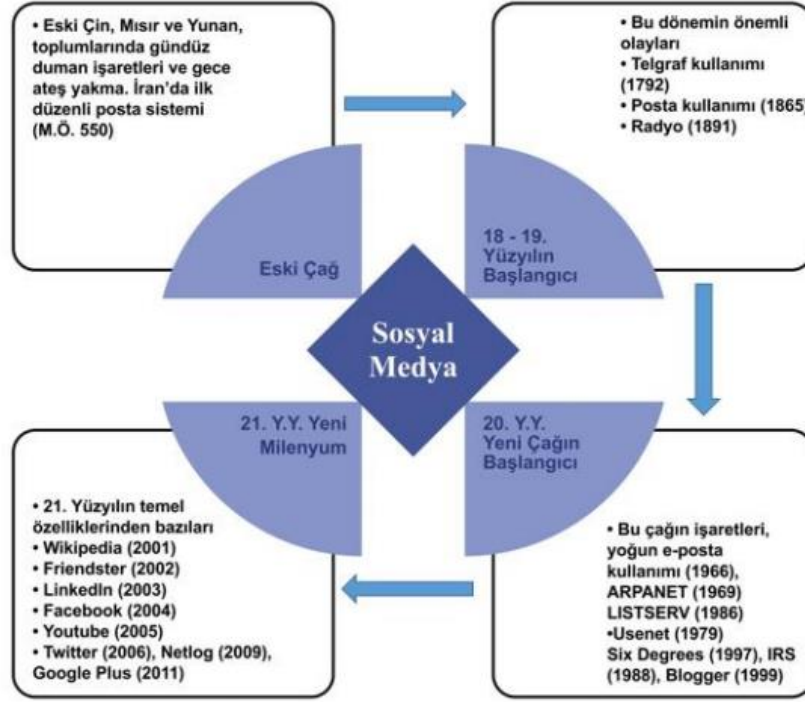 • Eski Çin, Mısır ve Yunan,
toplumlarında gündüz
duman işaretleri ve gece
ateş yakma. İran'da ilk
düzenli posta sistemi
(M.Ö. 550)
Eski Çağ
• Bu dönemin önemli
olayları
• Telgraf kullanımı
(1792)
• Posta kullanımı (1865)
• Radyo (1891)
18 - 19.
Yüzyılın
Başlangıcı
Sosyal
Medya
21. Y.Y. Yeni
Milenyum
• 21. Yüzyılın temel
özelliklerinden bazıları
• Wikipedia (2001)
• Friendster (2002)
• LinkedIn (2003)
• Facebook (2004)
• Youtube (2005)
• Twitter (2006), Netlog (2009),
Google Plus (2011)
20. Y.Y.
Yeni Çağın
Başlangıcı
• Bu çağın işaretleri,
yoğun e-posta
kullanımı (1966),
ARPANET (1969)
LISTSERV (1986)
•Usenet (1979)
Six Degrees (1997), IRS
(1988), Blogger (1999)